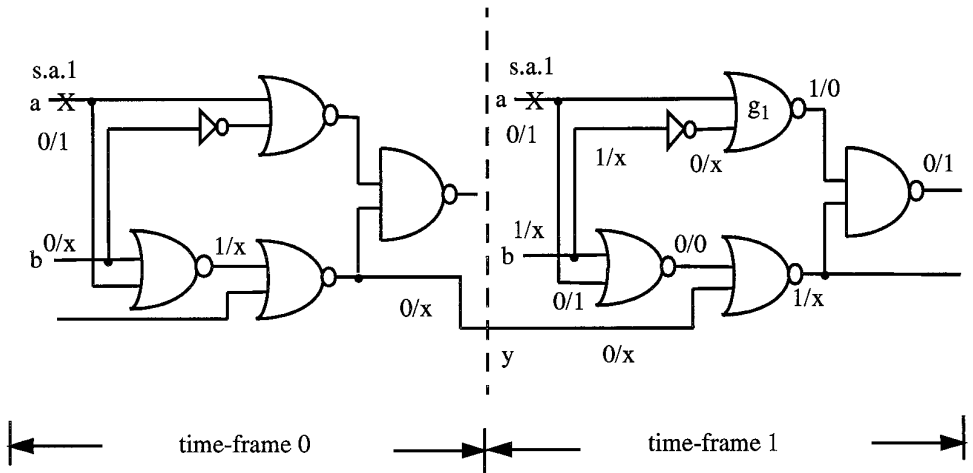 s.a.1
a X
0/1
0/x
b
1/x
0/x
s.a.1
a X
0/1
1/x
0/x
g1
1/0
0/1
1/x
b
0/0
0/1
1/x
y
0/x
time-frame 0
time-frame 1